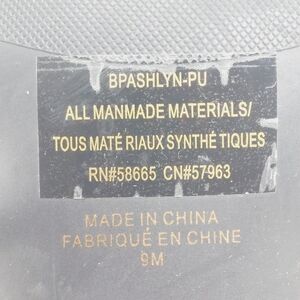 BPASHLYN-PU
ALL MANMADE MATERIALS/
TOUS MATÉ RIAUX SYNTHÉ TIQUES
RN#58665 CN#57963
MADE IN CHINA
FABRIQUÉ EN CHINE
9M